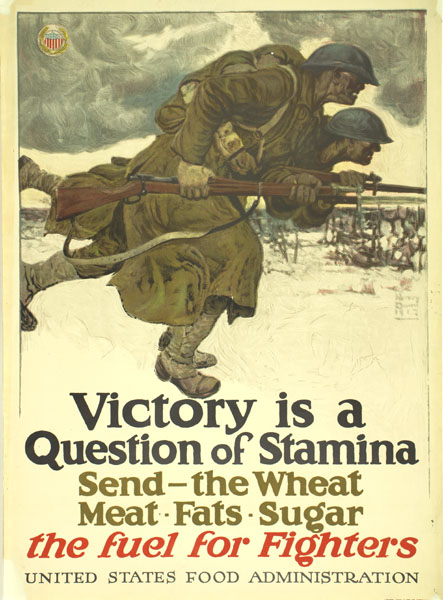 Victory is a
Question of Stamina
Send–the Wheat
Meat·Fats·Sugar
the fuel for Fighters
UNITED STATES FOOD ADMINISTRATION